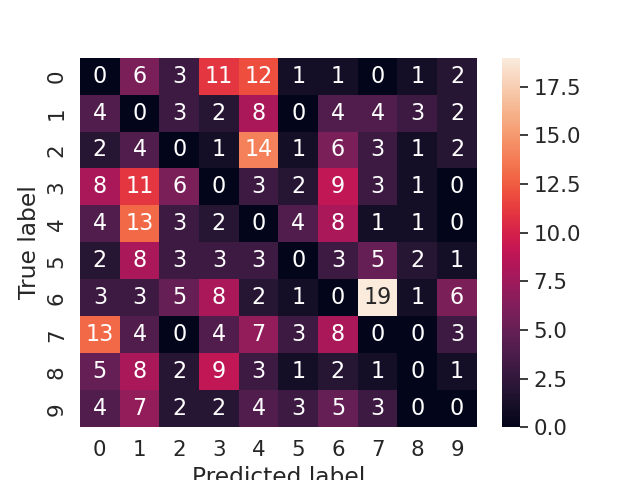 0 0 6 3 11 12 1 1 0 1 2
1 4 0 3 2 8 0 4 4 3 2
2 2 4 0 1 14 1 6 3 1 2
3 8 11 6 0 3 2 9 3 1 0
4 4 13 3 2 0 4 8 1 1 0
5 2 8 3 3 3 0 3 5 2 1
6 3 3 5 8 2 1 0 19 1 6
7 13 4 0 4 7 3 8 0 0 3
8 5 8 2 9 3 1 2 1 0 1
9 4 7 2 2 4 3 5 3 0 0
0 1 2 3 4 5 6 7 8 9
True label
Predicted label
17.5
15.0
12.5
10.0
7.5
5.0
2.5
0.0